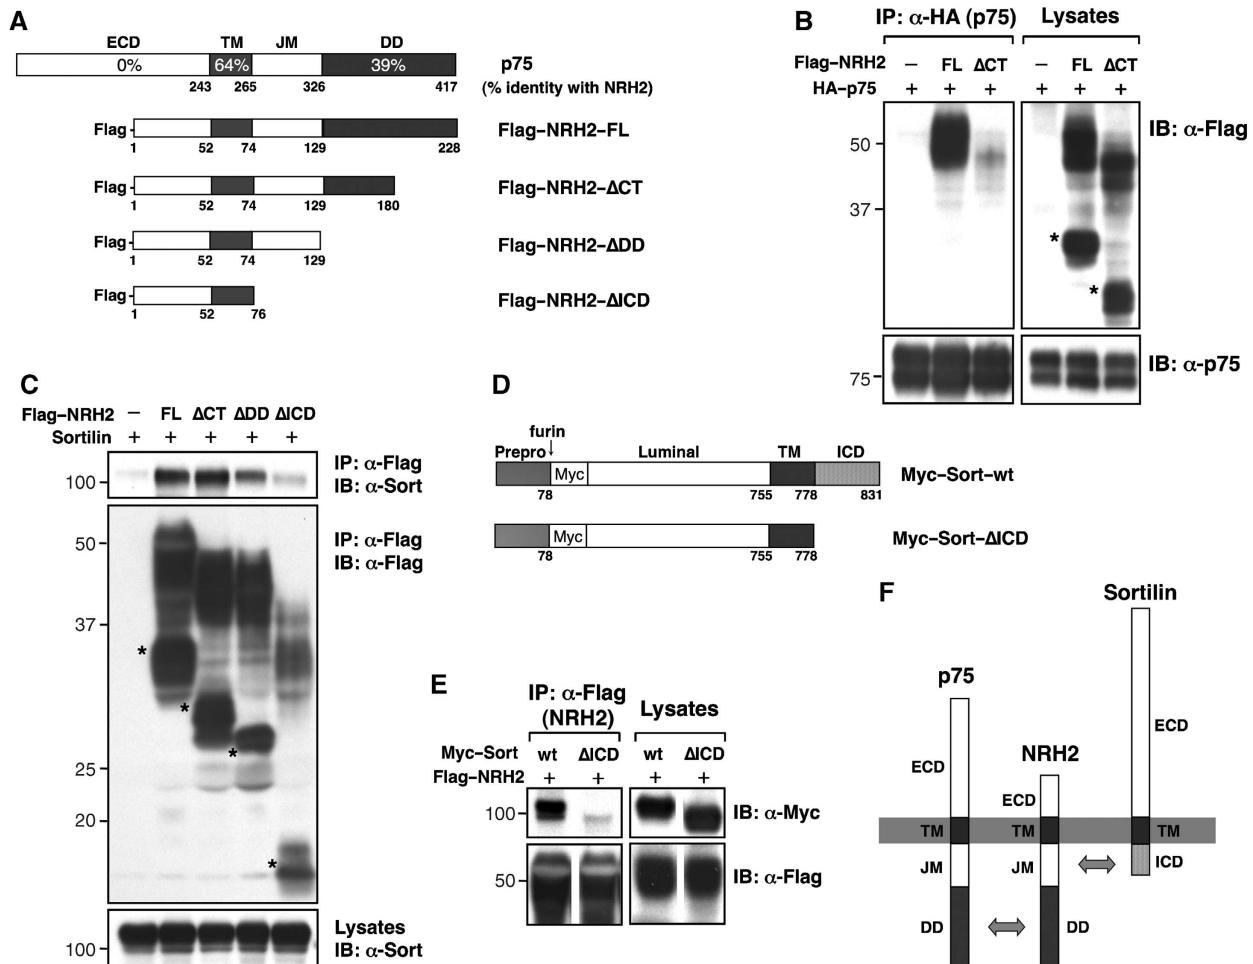 A
ECD TM JM DD
0% 64% 39% p75
243 265 326 417 (% identity with NRH2)
Flag Flag–NRH2–FL
1 52 74 129 228
Flag Flag–NRH2–ΔCT
1 52 74 129 180
Flag Flag–NRH2–ΔDD
1 52 74 129
Flag Flag–NRH2–ΔICD
1 52 76
B
IP: α-HA (p75) Lysates
Flag–NRH2 – FL ΔCT – FL ΔCT
HA–p75 + + + + + +
50 IB: α-Flag
37
*
*
75 IB: α-p75
C
Flag–NRH2 – FL ΔCT ΔDD ΔICD
Sortilin + + + + +
IP: α-Flag
100 IB: α-Sort
50 IP: α-Flag
IB: α-Flag
37
*
*
*
25
20
*
Lysates
100 IB: α-Sort
D
furin
Prepro ↓ Luminal TM ICD
Myc Myc–Sort–wt
78 755 778 831
Myc Myc–Sort–ΔICD
78 755 778
E
IP: α-Flag
(NRH2) Lysates
Myc–Sort wt ΔICD wt ΔICD
Flag–NRH2 + + + +
100 IB: α-Myc
50 IB: α-Flag
F
Sortilin
p75
ECD
NRH2
ECD
ECD
TM TM TM
JM JM ICD
DD DD